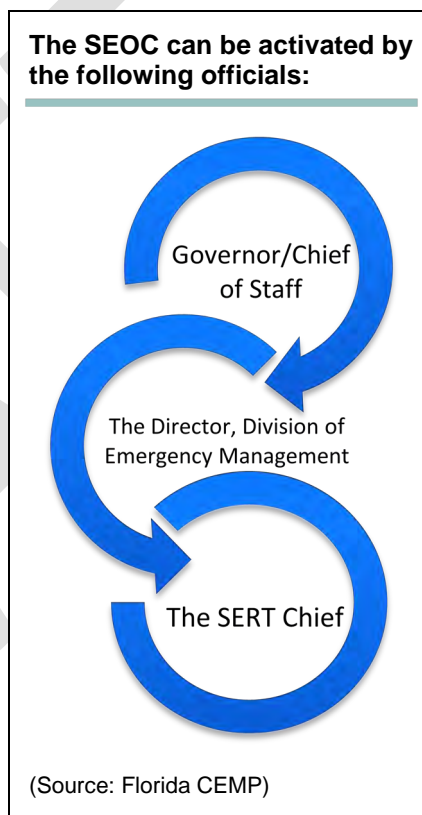 The SEOC can be activated by
the following officials:
Governor/Chief
of Staff
The Director, Division of
Emergency Management
The SERT Chief
(Source: Florida CEMP)